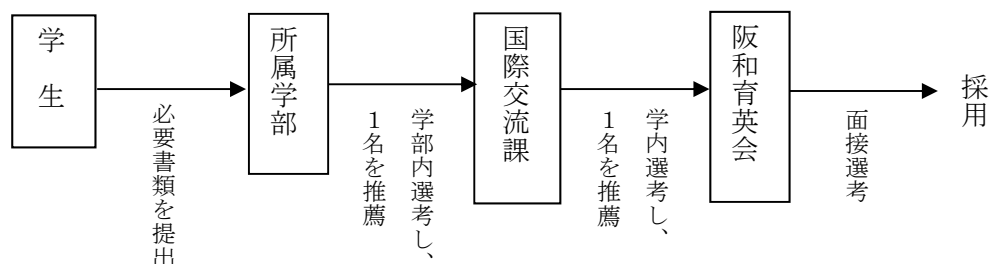 学生
必要書類を提出
所属学部
学部内選考し、
１名を推薦
国際交流課
学内選考し、
１名を推薦
阪和育英会
面接選考
採用